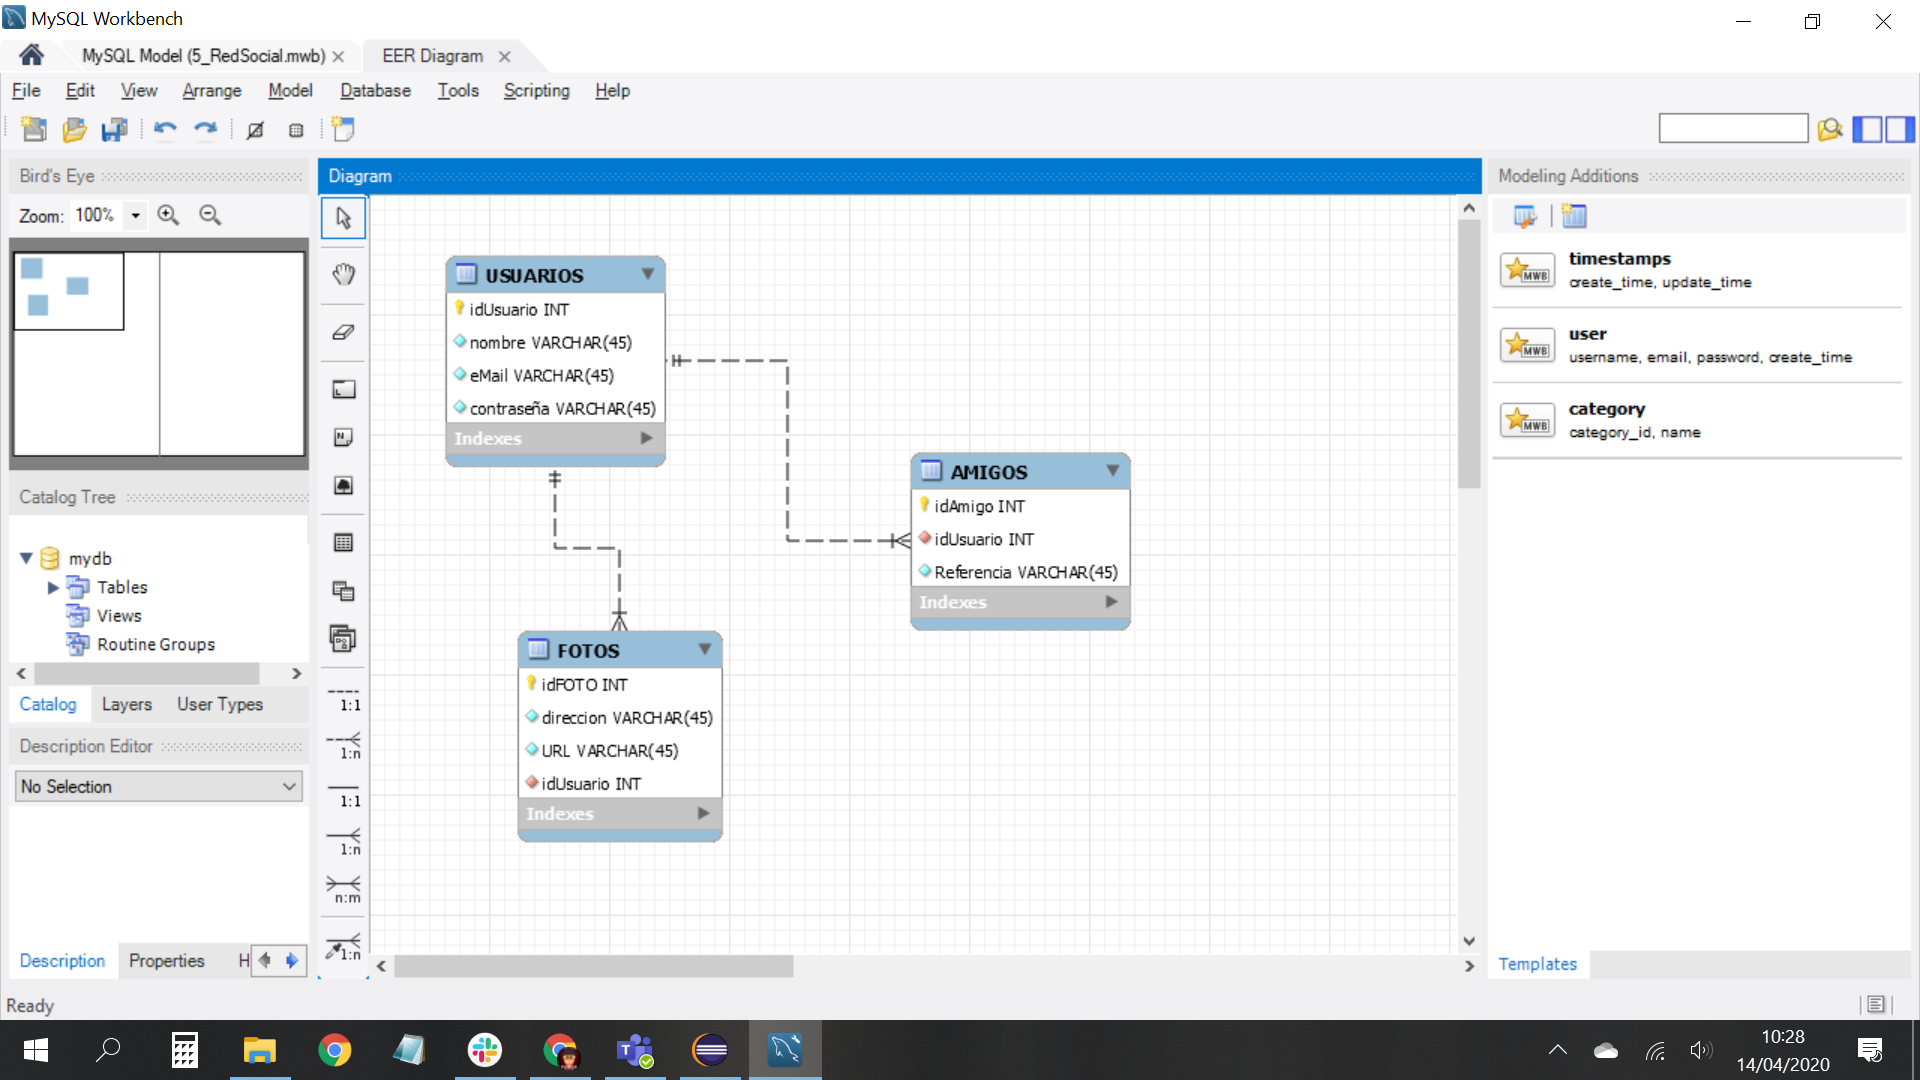 MySQL Workbench
MySQL Model (5_RedSocial.mwb)
EER Diagram
File Edit View Arrange Model Database Tools Scripting Help
Bird's Eye
Zoom: 100%
Catalog Tree
mydb
Tables
Views
Routine Groups
Catalog Layers User Types
Description Editor
No Selection
Description Properties H
Ready
Diagram
1:1
1:n
1:1
1:n
n:m
1:n
USUARIOS
idUsuario INT
nombre VARCHAR(45)
eMail VARCHAR(45)
contraseña VARCHAR(45)
Indexes
AMIGOS
idAmigo INT
idUsuario INT
Referencia VARCHAR(45)
Indexes
FOTOS
idFOTO INT
direccion VARCHAR(45)
URL VARCHAR(45)
idUsuario INT
Indexes
Modeling Additions
MWB
timestamps
create_time, update_time
MWB
user
username, email, password, create_time
MWB
category
category_id, name
Templates
10:28
14/04/2020